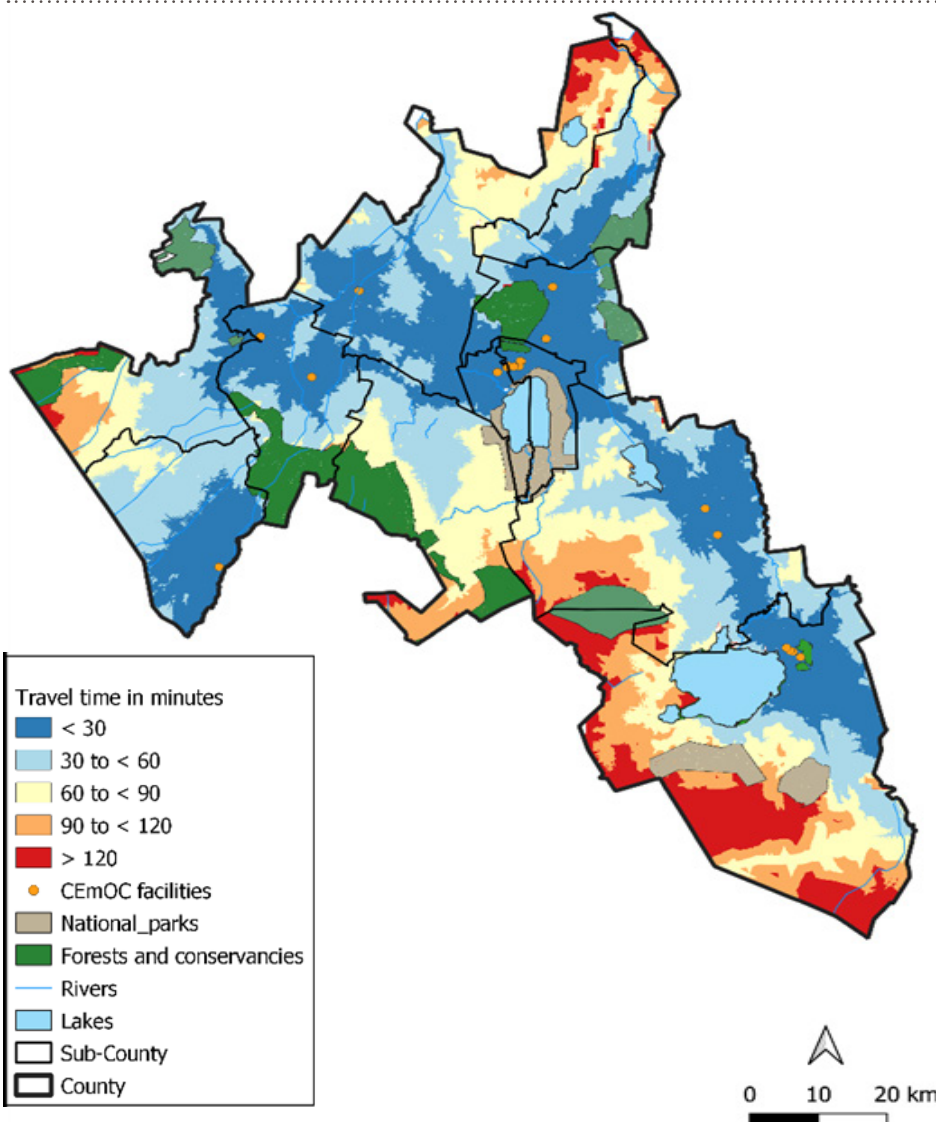 Travel time in minutes
< 30
30 to < 60
60 to < 90
90 to < 120
> 120
CEmOC facilities
National_parks
Forests and conservancies
Rivers
Lakes
Sub-County
County
0 10 20 km